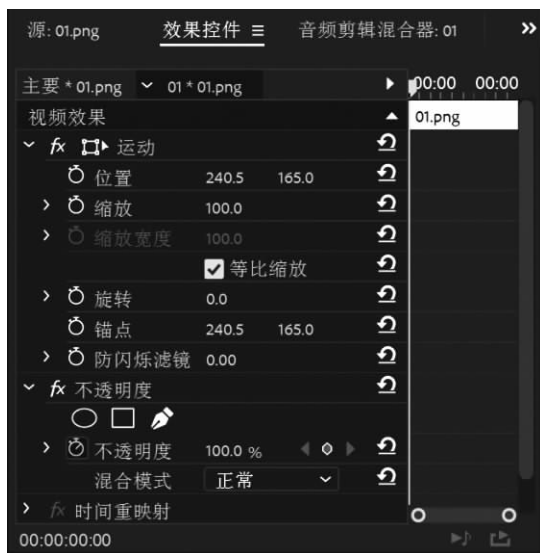 源: 01.png 效果控件 音频剪辑混合器: 01
主要 * 01.png 01 * 01.png 00:00 00:00
视频效果 01.png
fx 运动
位置 240.5 165.0
缩放 100.0
缩放宽度 100.0
等比缩放
旋转 0.0
锚点 240.5 165.0
防闪烁滤镜 0.00
fx 不透明度
不透明度 100.0 %
混合模式 正常
fx 时间重映射
00:00:00:00